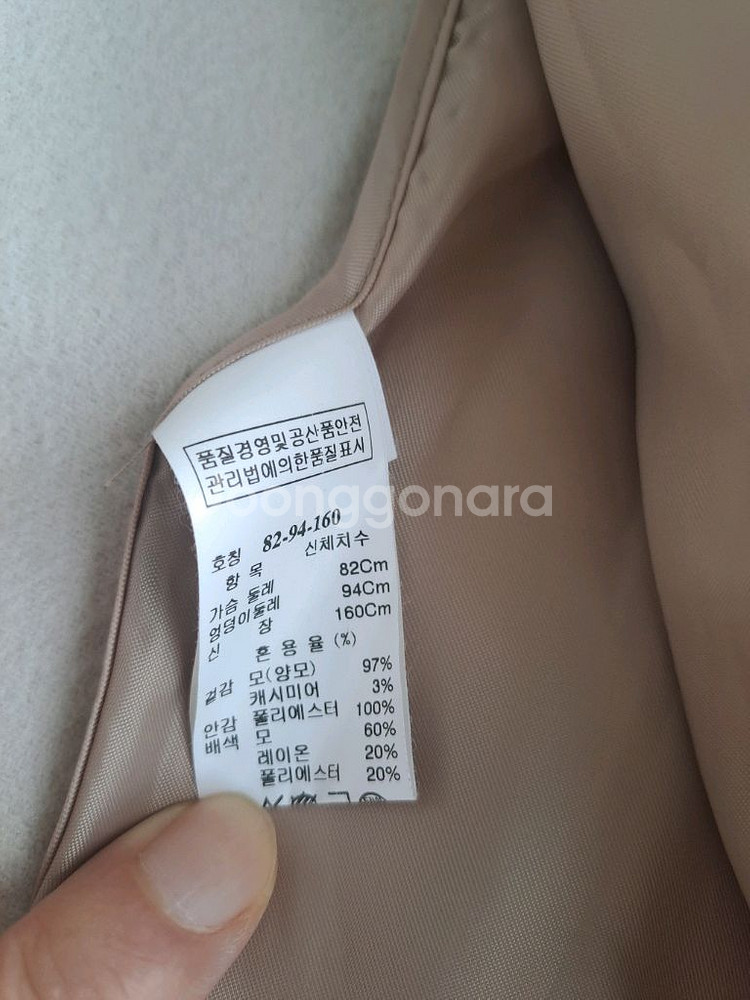 품질경영및공산품안전
관리법에의한품질표시
호칭 82-94-160
항 목 신체치수
가슴 둘레 82Cm
엉덩이둘레 94Cm
신 장 160Cm
혼 용 율 (%)
겉감 모(양모) 97%
캐시미어 3%
안감 폴리에스터 100%
배색 모 60%
레이온 20%
폴리에스터 20%